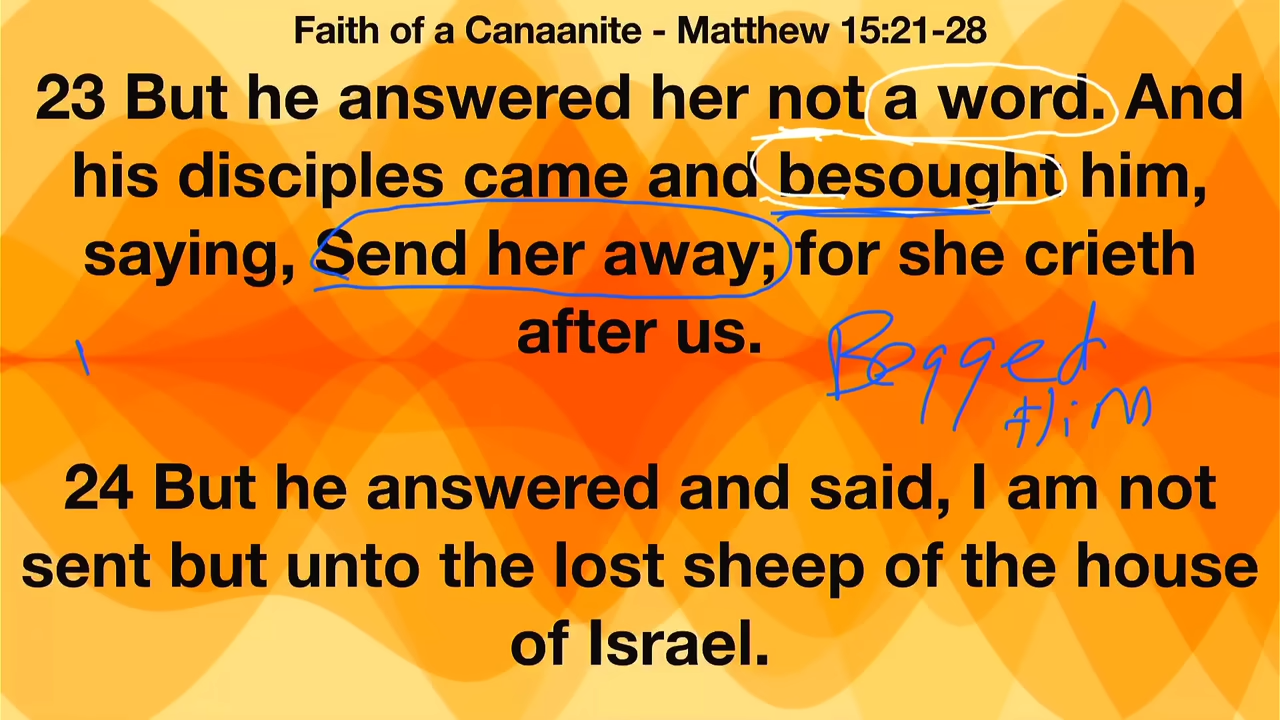 Faith of a Canaanite - Matthew 15:21-28
23 But he answered her not a word. And
his disciples came and besought him,
saying, Send her away; for she crieth
after us.
Begged
Him
24 But he answered and said, I am not
sent but unto the lost sheep of the house
of Israel.